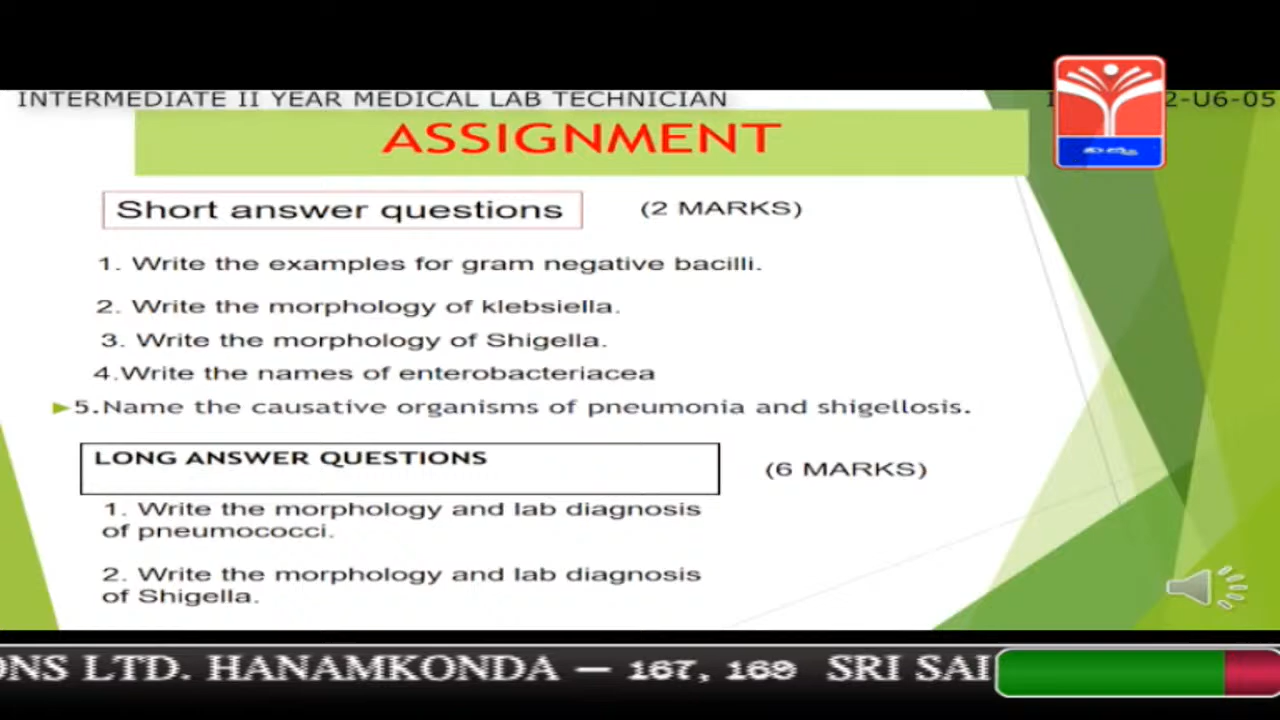 INTERMEDIATE II YEAR MEDICAL LAB TECHNICIAN
2-U6-05
ASSIGNMENT
Short answer questions (2 MARKS)
1. Write the examples for gram negative bacilli.
2. Write the morphology of klebsiella.
3. Write the morphology of Shigella.
4.Write the names of enterobacteriacea
5.Name the causative organisms of pneumonia and shigellosis.
LONG ANSWER QUESTIONS
(6 MARKS)
1. Write the morphology and lab diagnosis
of pneumococci.
2. Write the morphology and lab diagnosis
of Shigella.
ONS LTD. HANAMKONDA – 167, 160 SRI SAI